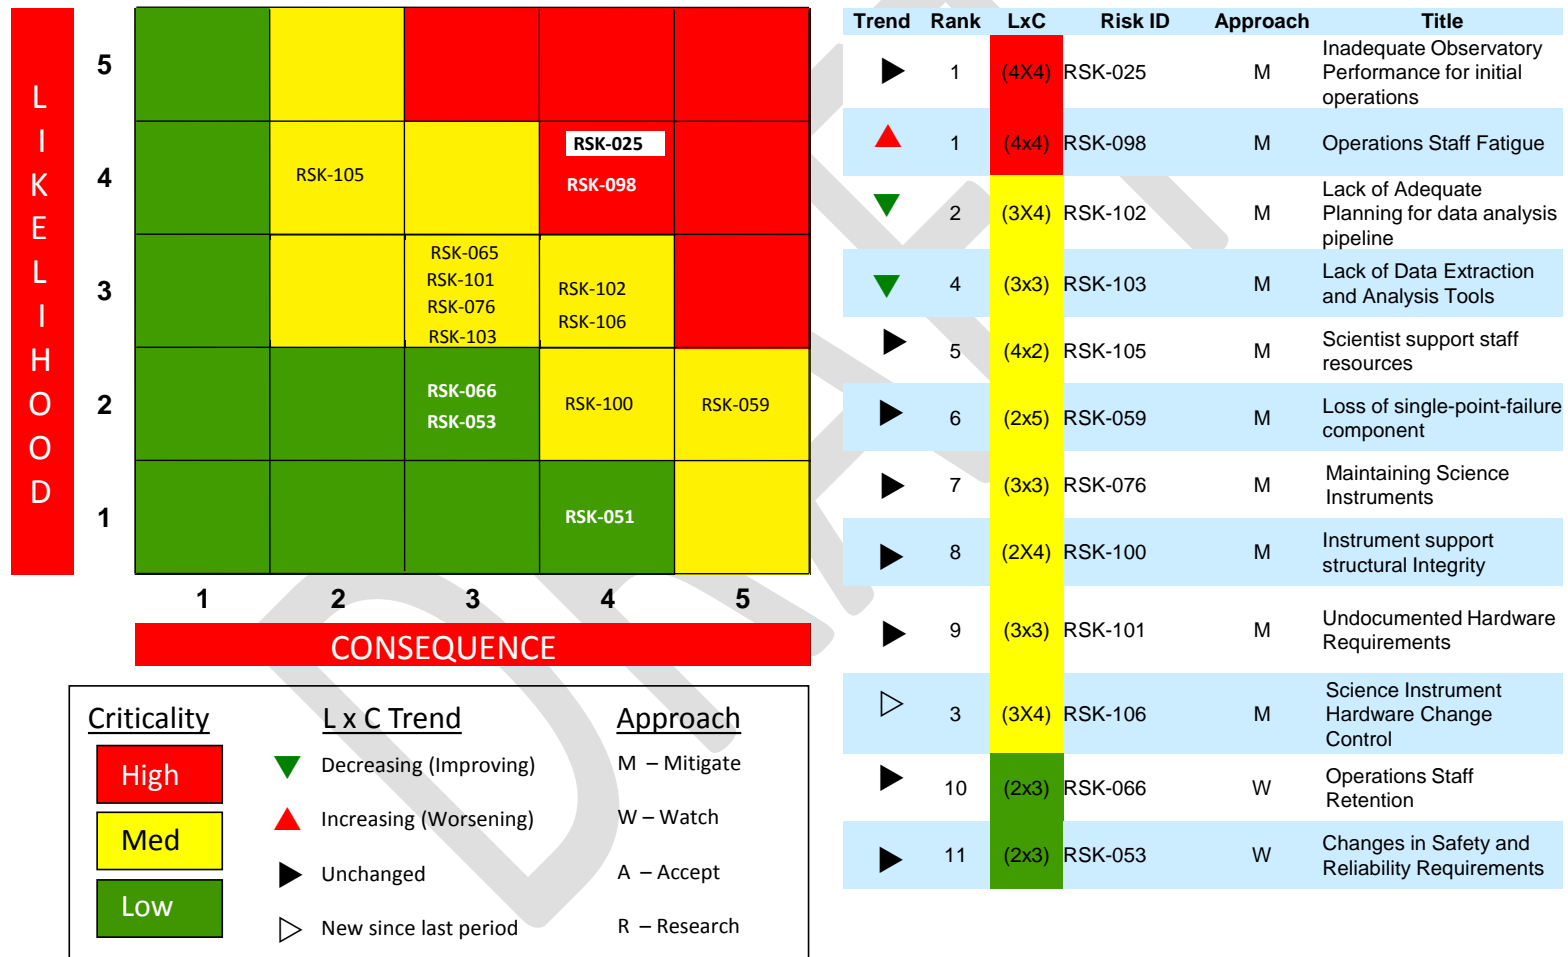 LIKELIHOOD
5
4
3
2
1
RSK-025
RSK-105
RSK-098
RSK-065
RSK-101
RSK-076
RSK-103
RSK-102
RSK-106
RSK-066
RSK-053
RSK-100
RSK-059
RSK-051
1 2 3 4 5
CONSEQUENCE
Criticality
High
Med
Low
L x C Trend
Decreasing (Improving)
Increasing (Worsening)
Unchanged
New since last period
Approach
M – Mitigate
W – Watch
A – Accept
R – Research
Trend Rank LxC Risk ID Approach Title
1 (4X4) RSK-025 M Inadequate Observatory
Performance for initial
operations
1 (4x4) RSK-098 M Operations Staff Fatigue
2 (3X4) RSK-102 M Lack of Adequate
Planning for data analysis
pipeline
4 (3x3) RSK-103 M Lack of Data Extraction
and Analysis Tools
5 (4x2) RSK-105 M Scientist support staff
resources
6 (2x5) RSK-059 M Loss of single-point-failure
component
7 (3x3) RSK-076 M Maintaining Science
Instruments
8 (2X4) RSK-100 M Instrument support
structural Integrity
9 (3x3) RSK-101 M Undocumented Hardware
Requirements
3 (3X4) RSK-106 M Science Instrument
Hardware Change
Control
10 (2x3) RSK-066 W Operations Staff
Retention
11 (2x3) RSK-053 W Changes in Safety and
Reliability Requirements
DRAFT